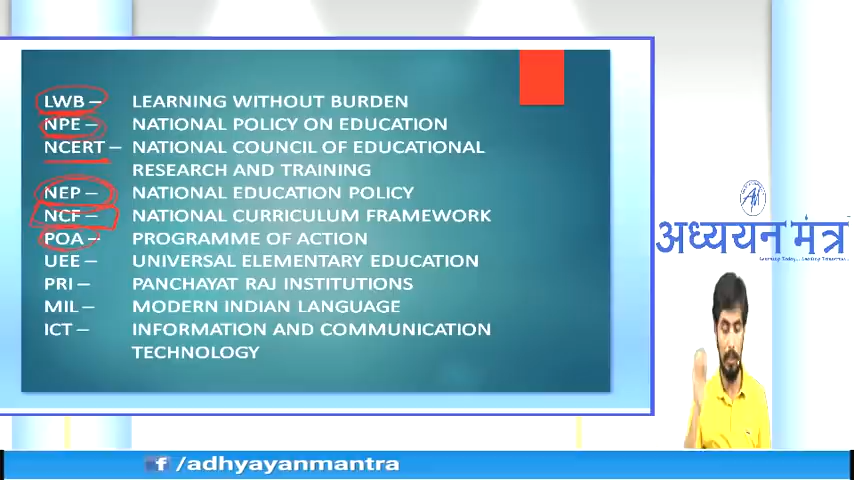 LWB – LEARNING WITHOUT BURDEN
NPE – NATIONAL POLICY ON EDUCATION
NCERT – NATIONAL COUNCIL OF EDUCATIONAL
RESEARCH AND TRAINING
NEP – NATIONAL EDUCATION POLICY
NCF – NATIONAL CURRICULUM FRAMEWORK
POA – PROGRAMME OF ACTION
UEE – UNIVERSAL ELEMENTARY EDUCATION
PRI – PANCHAYAT RAJ INSTITUTIONS
MIL – MODERN INDIAN LANGUAGE
ICT – INFORMATION AND COMMUNICATION
TECHNOLOGY
अध्ययन मंत्र
f /adhyayanmantra